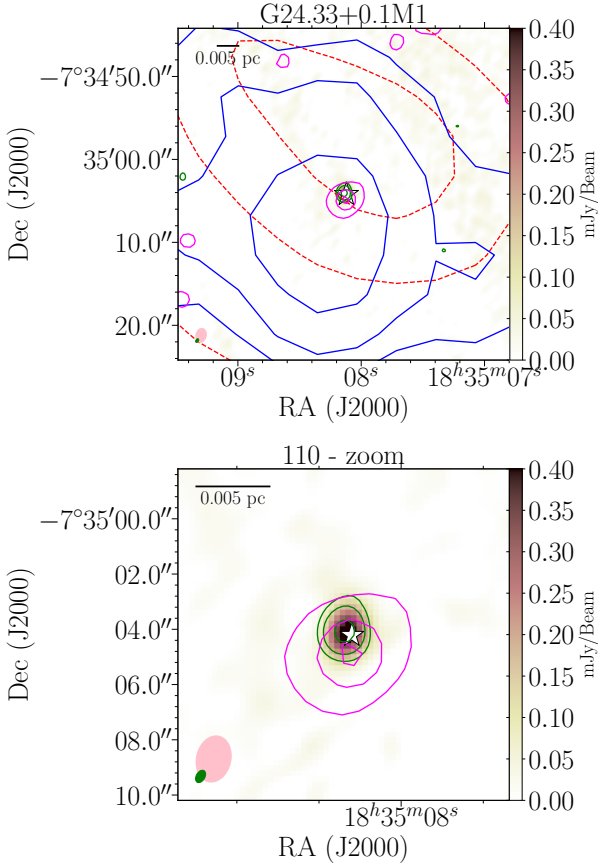 G24.33+0.1M1
0.005 pc
−7°34′50.0″
35′00.0″
10.0″
20.0″
Dec (J2000)
09ˢ
08ˢ
18ʰ35ᵐ07ˢ
RA (J2000)
0.40
0.35
0.30
0.25
0.20
0.15
0.10
0.05
0.00
mJy/Beam
110 - zoom
0.005 pc
−7°35′00.0″
02.0″
04.0″
06.0″
08.0″
10.0″
Dec (J2000)
18ʰ35ᵐ08ˢ
RA (J2000)
0.40
0.35
0.30
0.25
0.20
0.15
0.10
0.05
0.00
mJy/Beam